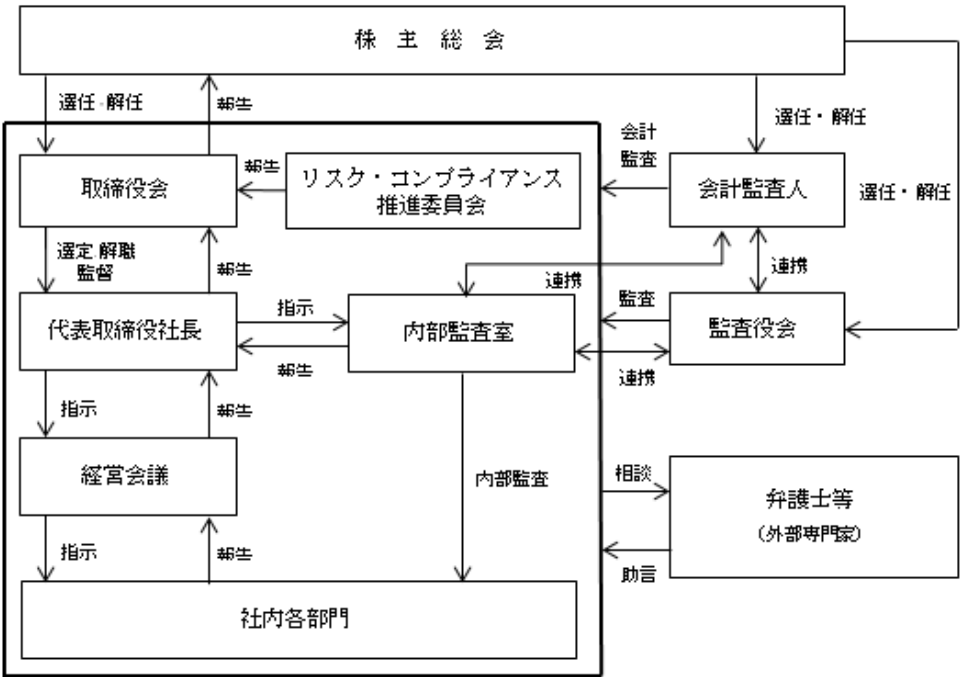 株 主 総 会
選任・解任
報告
選任・解任
会計
監査
選任・解任
取締役会
報告
リスク・コンプライアンス
推進委員会
会計監査人
選定・解職
監督
報告
連携
連携
代表取締役社長
指示
報告
内部監査室
監査
連携
監査役会
指示
報告
経営会議
内部監査
相談
弁護士等
(外部専門家)
助言
指示
報告
社内各部門